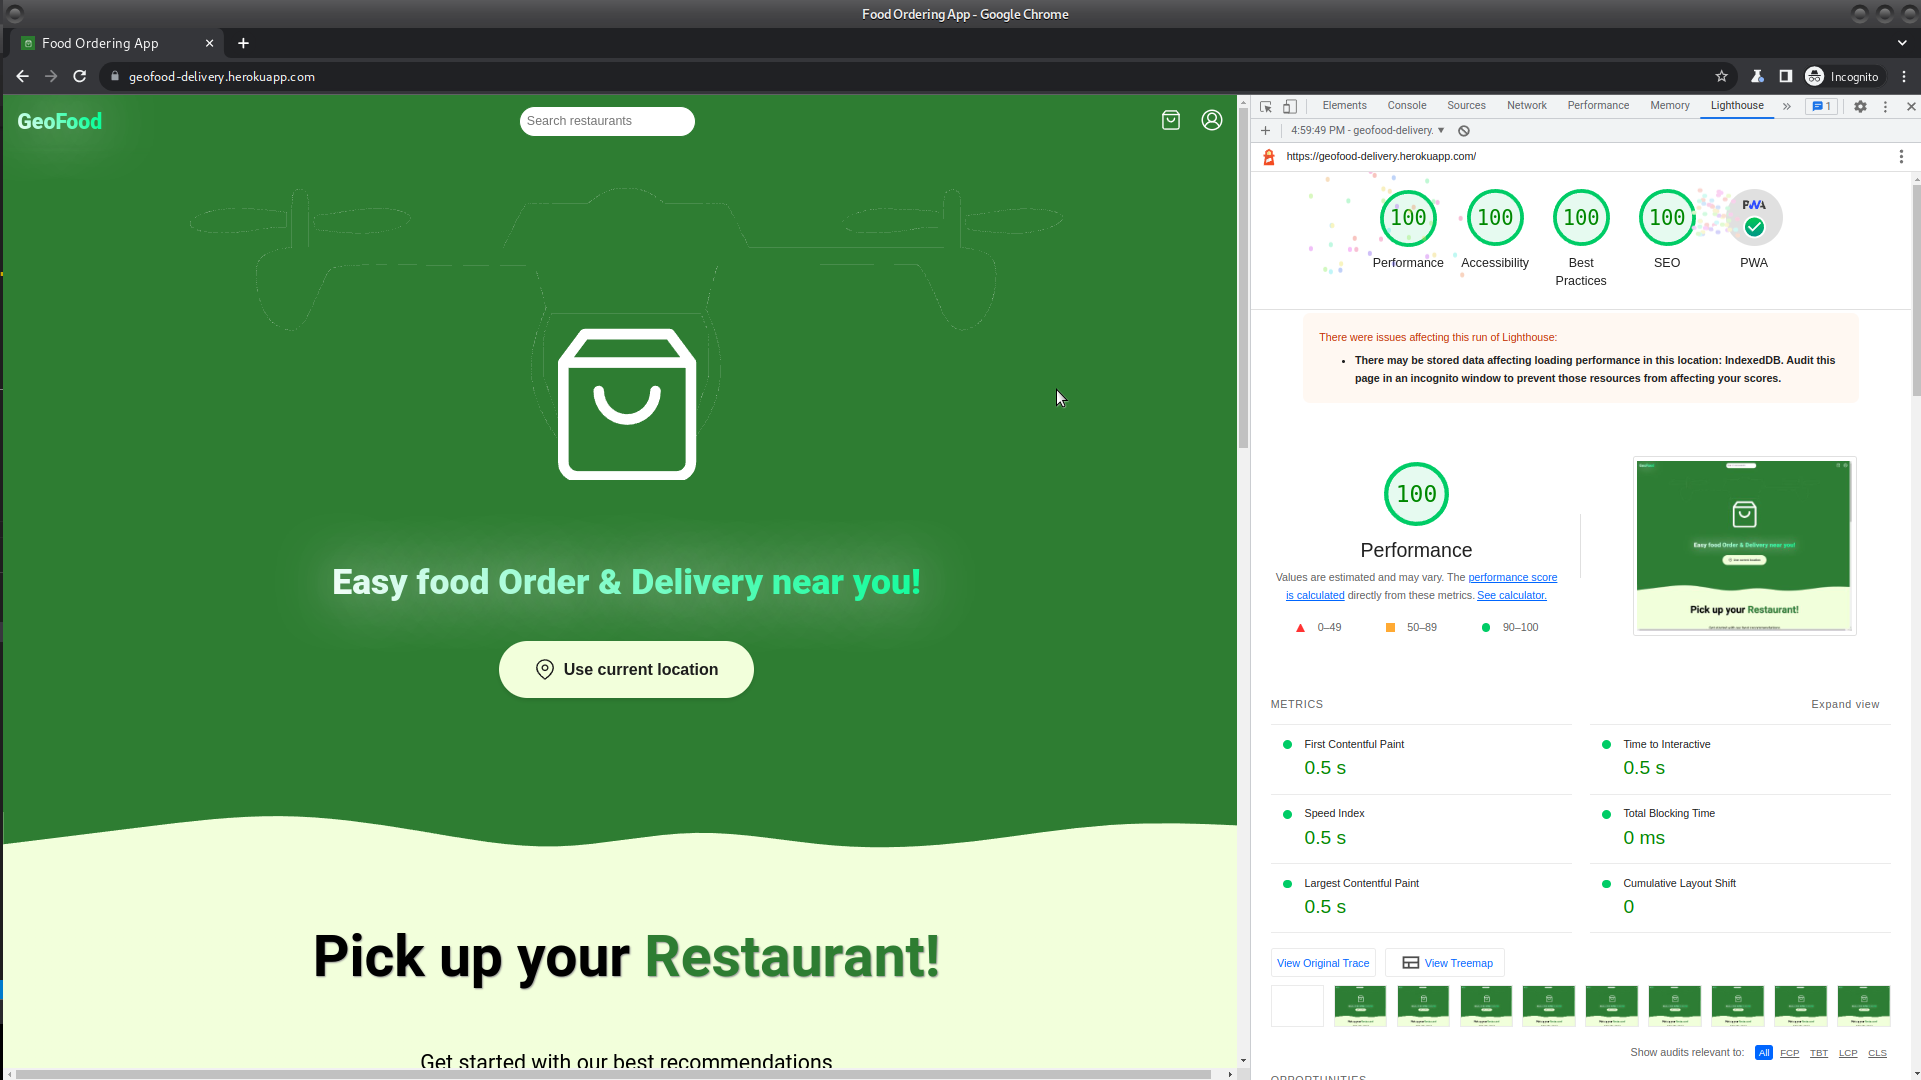 Food Ordering App - Google Chrome
Food Ordering App
geofood-delivery.herokuapp.com
Incognito
GeoFood
Search restaurants
Easy food Order & Delivery near you!
Use current location
Pick up your Restaurant!
Get started with our best recommendations
Elements Console Sources Network Performance Memory Lighthouse » 1
4:59:49 PM - geofood-delivery.
https://geofood-delivery.herokuapp.com/
100 100 100 100 PWA
Performance Accessibility Best Practices SEO PWA
There were issues affecting this run of Lighthouse:
• There may be stored data affecting loading performance in this location: IndexedDB. Audit this
page in an incognito window to prevent those resources from affecting your scores.
100
Performance
Values are estimated and may vary. The performance score
is calculated directly from these metrics. See calculator.
0–49 50–89 90–100
Easy food Order & Delivery near you!
Use current location
Pick up your Restaurant!
METRICS Expand view
First Contentful Paint
0.5 s
Time to Interactive
0.5 s
Speed Index
0.5 s
Total Blocking Time
0 ms
Largest Contentful Paint
0.5 s
Cumulative Layout Shift
0
View Original Trace View Treemap
Show audits relevant to: All FCP TBT LCP CLS
OPPORTUNITIES